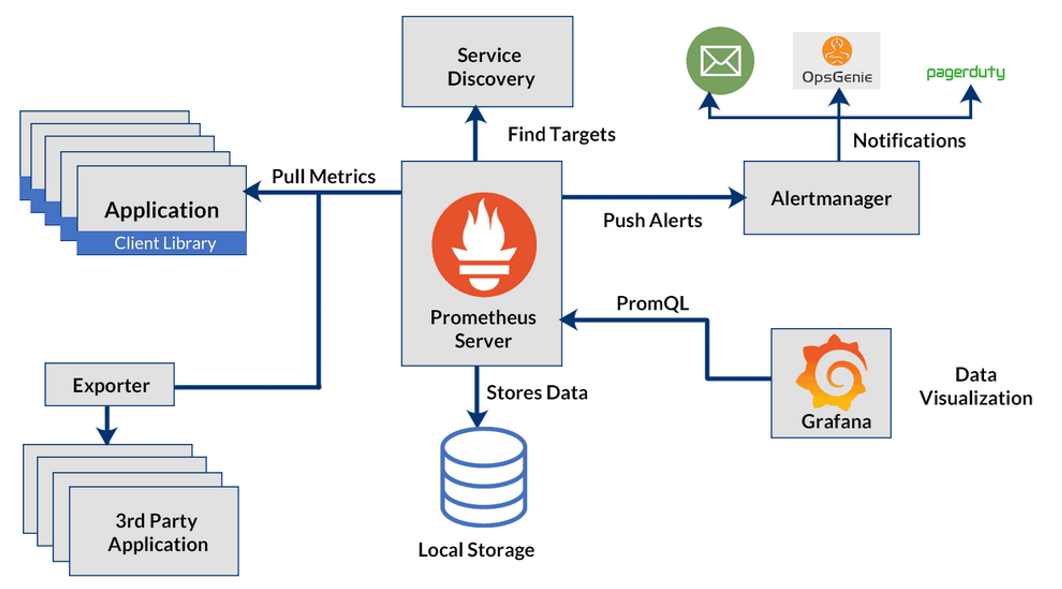 Service
Discovery
OpsGenie
pagerduty
Find Targets
Notifications
Pull Metrics
Application
Client Library
Push Alerts
Alertmanager
Prometheus
Server
PromQL
Grafana
Data
Visualization
Exporter
Stores Data
3rd Party
Application
Local Storage